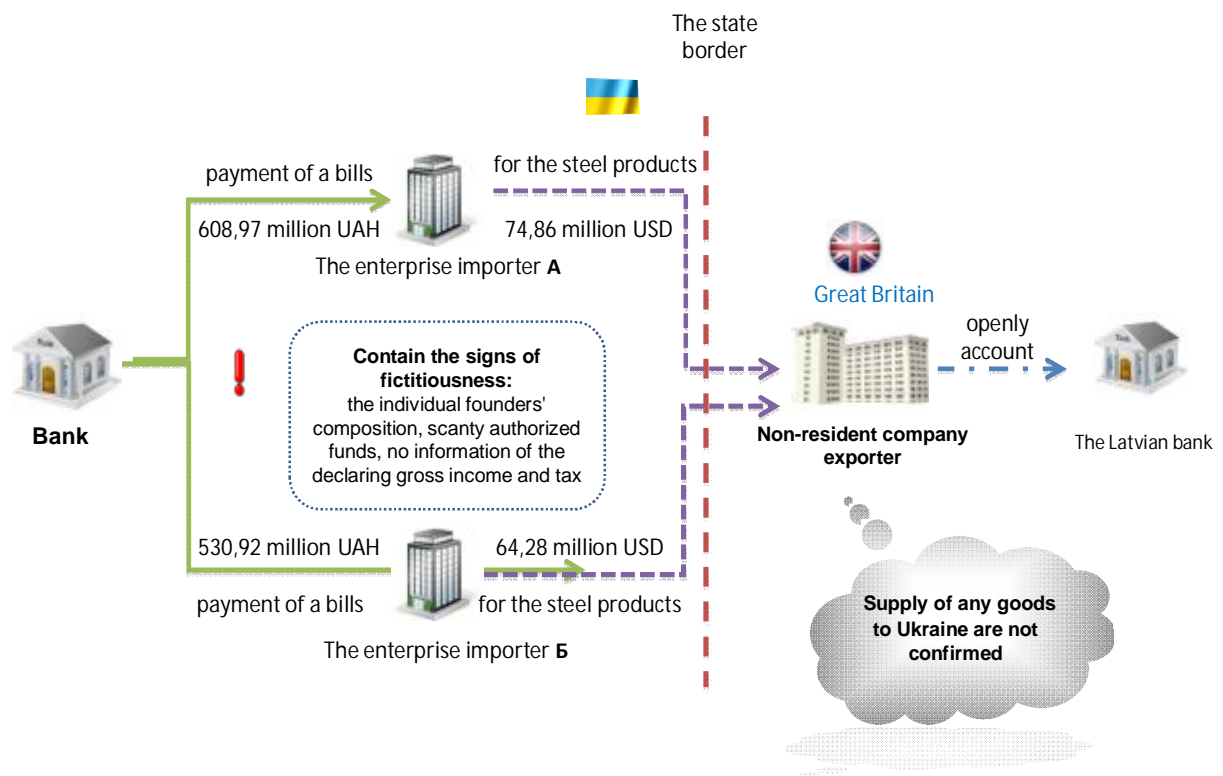 The state
border
payment of a bills
for the steel products
608,97 million UAH
74,86 million USD
The enterprise importer А
Great Britain
openly
account
Contain the signs of
fictitiousness:
the individual founders'
composition, scanty authorized
funds, no information of the
declaring gross income and tax
Bank
Non-resident company
exporter
The Latvian bank
530,92 million UAH
64,28 million USD
payment of a bills
for the steel products
The enterprise importer Б
Supply of any goods
to Ukraine are not
confirmed